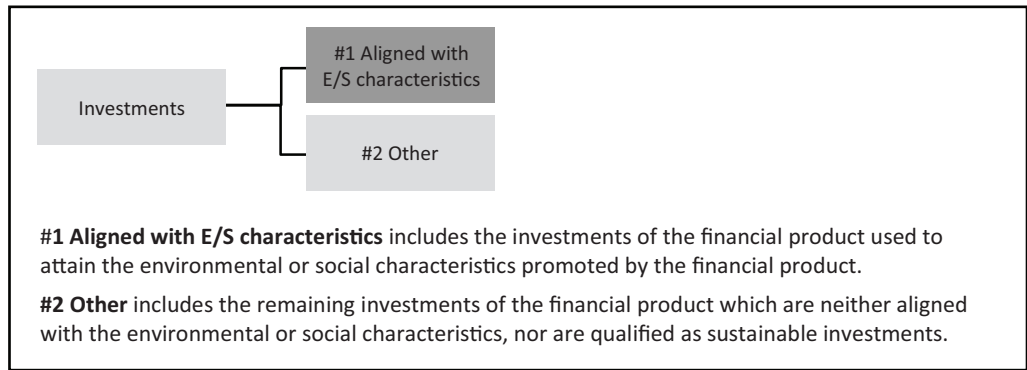 #1 Aligned with
E/S characteristics
Investments
#2 Other
#1 Aligned with E/S characteristics includes the investments of the financial product used to
attain the environmental or social characteristics promoted by the financial product.
#2 Other includes the remaining investments of the financial product which are neither aligned
with the environmental or social characteristics, nor are qualified as sustainable investments.